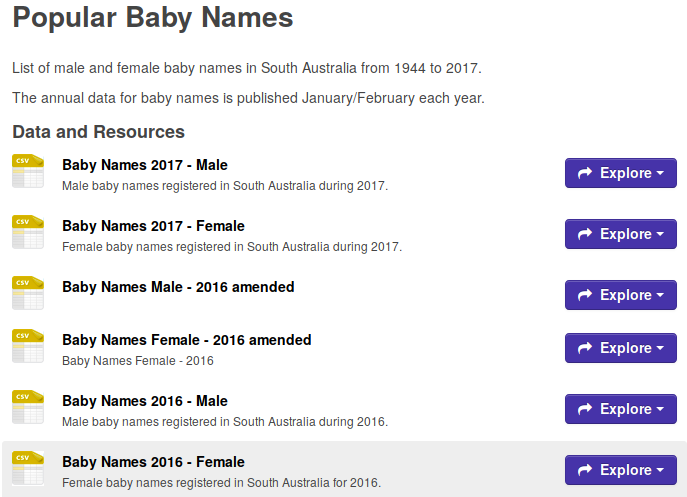 Popular Baby Names
List of male and female baby names in South Australia from 1944 to 2017.
The annual data for baby names is published January/February each year.
Data and Resources
CSV
Baby Names 2017 - Male
Male baby names registered in South Australia during 2017.
Explore
CSV
Baby Names 2017 - Female
Female baby names registered in South Australia during 2017.
Explore
CSV
Baby Names Male - 2016 amended
Explore
CSV
Baby Names Female - 2016 amended
Baby Names Female - 2016
Explore
CSV
Baby Names 2016 - Male
Male baby names registered in South Australia during 2016.
Explore
CSV
Baby Names 2016 - Female
Female baby names registered in South Australia for 2016.
Explore